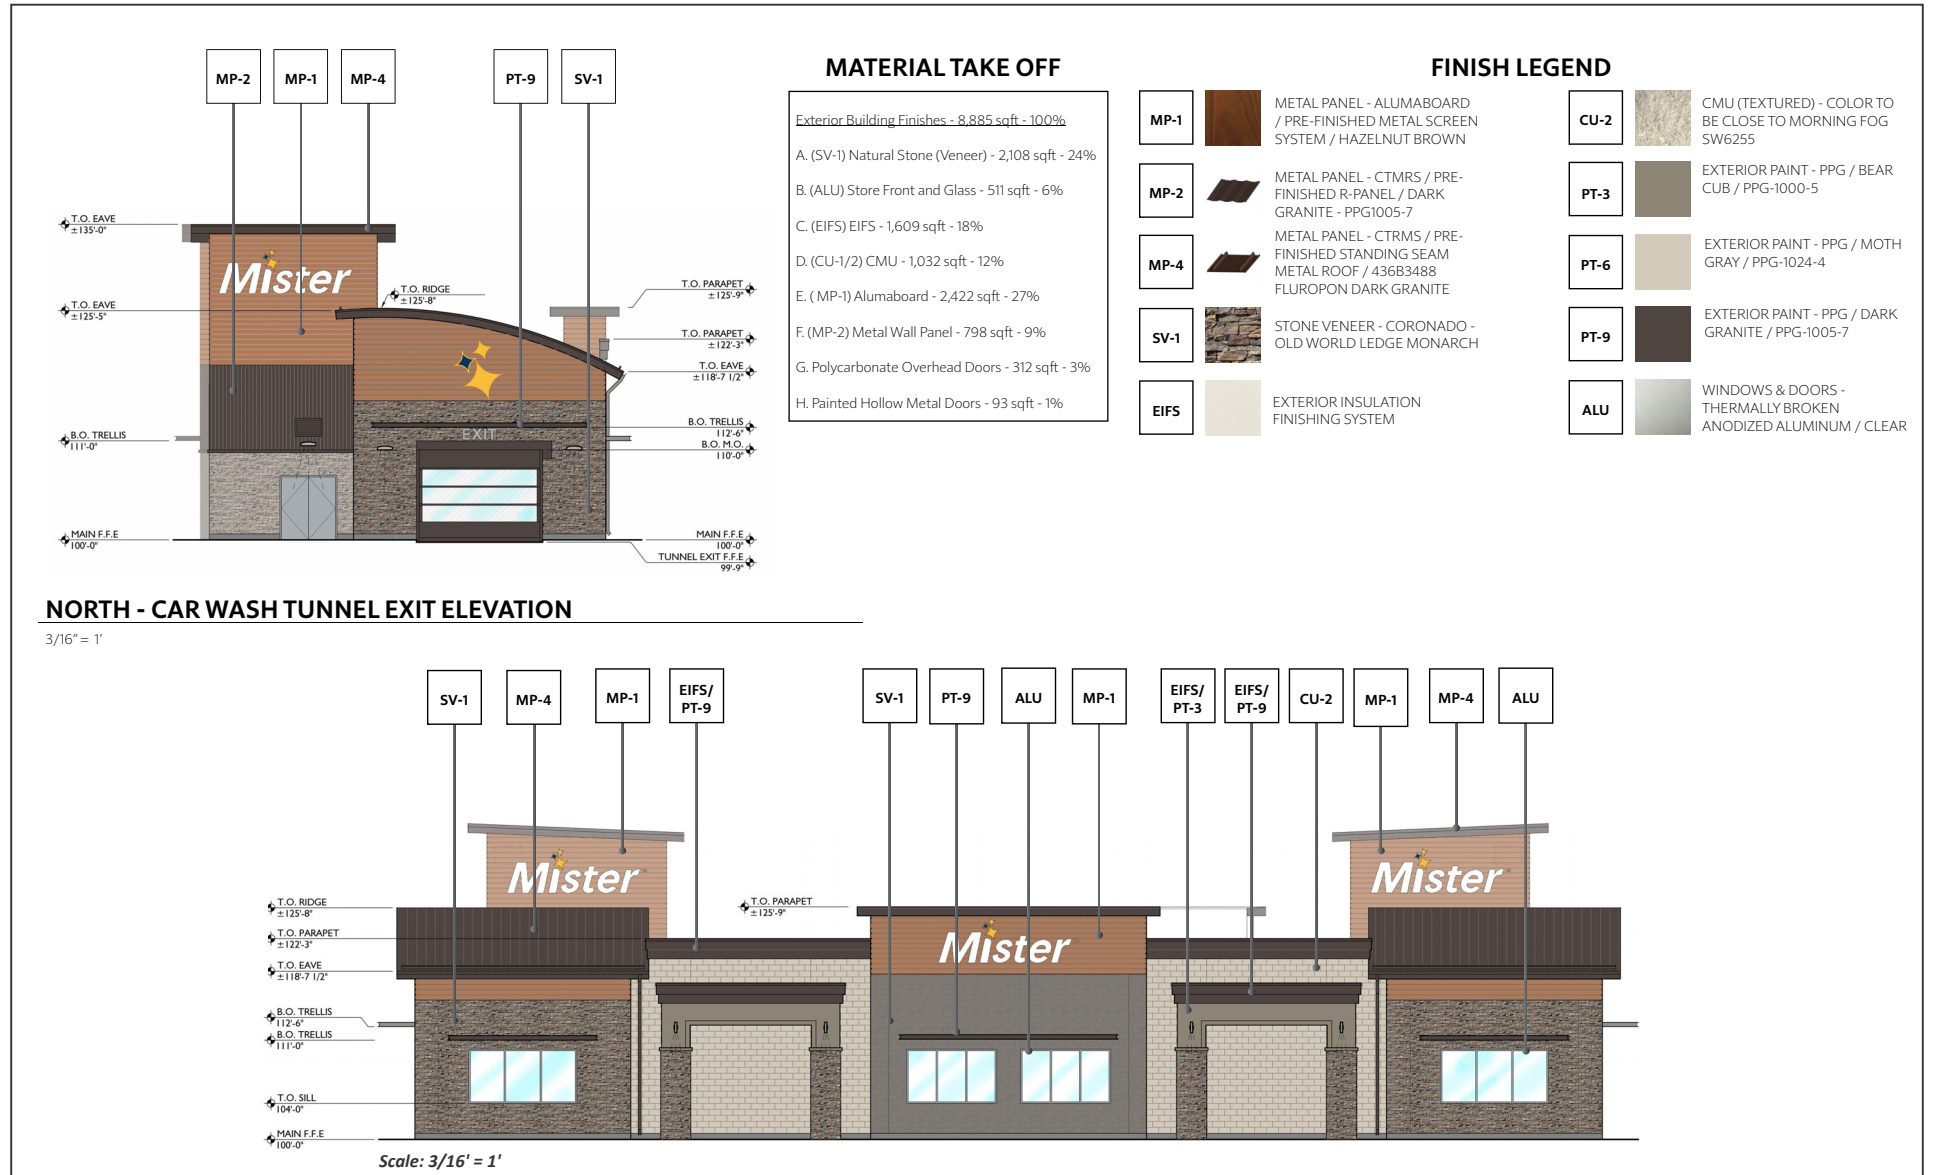 MP-2
MP-1
MP-4
PT-9
SV-1
T.O. EAVE
±135'-0"
T.O. EAVE
±125'-5"
B.O. TRELLIS
111'-0"
MAIN F.F.E
100'-0"
Mister
T.O. RIDGE
±125'-8"
EXIT
T.O. PARAPET
±125'-9"
T.O. PARAPET
±122'-3"
T.O. EAVE
±118'-7 1/2"
B.O. TRELLIS
112'-6"
B.O. M.O.
110'-0"
MAIN F.F.E
100'-0"
TUNNEL EXIT F.F.E
99'-9"
MATERIAL TAKE OFF
Exterior Building Finishes - 8,885 sqft - 100%
A. (SV-1) Natural Stone (Veneer) - 2,108 sqft - 24%
B. (ALU) Store Front and Glass - 511 sqft - 6%
C. (EIFS) EIFS - 1,609 sqft - 18%
D. (CU-1/2) CMU - 1,032 sqft - 12%
E. ( MP-1) Alumaboard - 2,422 sqft - 27%
F. (MP-2) Metal Wall Panel - 798 sqft - 9%
G. Polycarbonate Overhead Doors - 312 sqft - 3%
H. Painted Hollow Metal Doors - 93 sqft - 1%
FINISH LEGEND
MP-1
METAL PANEL - ALUMABOARD
/ PRE-FINISHED METAL SCREEN
SYSTEM / HAZELNUT BROWN
MP-2
METAL PANEL - CTMRS / PRE-
FINISHED R-PANEL / DARK
GRANITE - PPG1005-7
MP-4
METAL PANEL - CTRMS / PRE-
FINISHED STANDING SEAM
METAL ROOF / 436B3488
FLUROPON DARK GRANITE
SV-1
STONE VENEER - CORONADO -
OLD WORLD LEDGE MONARCH
EIFS
EXTERIOR INSULATION
FINISHING SYSTEM
CU-2
CMU (TEXTURED) - COLOR TO
BE CLOSE TO MORNING FOG
SW6255
PT-3
EXTERIOR PAINT - PPG / BEAR
CUB / PPG-1000-5
PT-6
EXTERIOR PAINT - PPG / MOTH
GRAY / PPG-1024-4
PT-9
EXTERIOR PAINT - PPG / DARK
GRANITE / PPG-1005-7
ALU
WINDOWS & DOORS -
THERMALLY BROKEN
ANODIZED ALUMINUM / CLEAR
NORTH - CAR WASH TUNNEL EXIT ELEVATION
3/16" = 1'
SV-1
MP-4
MP-1
EIFS/
PT-9
SV-1
PT-9
ALU
MP-1
EIFS/
PT-3
EIFS/
PT-9
CU-2
MP-1
MP-4
ALU
Mister
Mister
Mister
T.O. RIDGE
±125'-8"
T.O. PARAPET
±122'-3"
T.O. EAVE
±118'-7 1/2"
B.O. TRELLIS
112'-6"
B.O. TRELLIS
111'-0"
T.O. SILL
104'-0"
MAIN F.F.E
100'-0"
T.O. PARAPET
±125'-9"
Scale: 3/16' = 1'